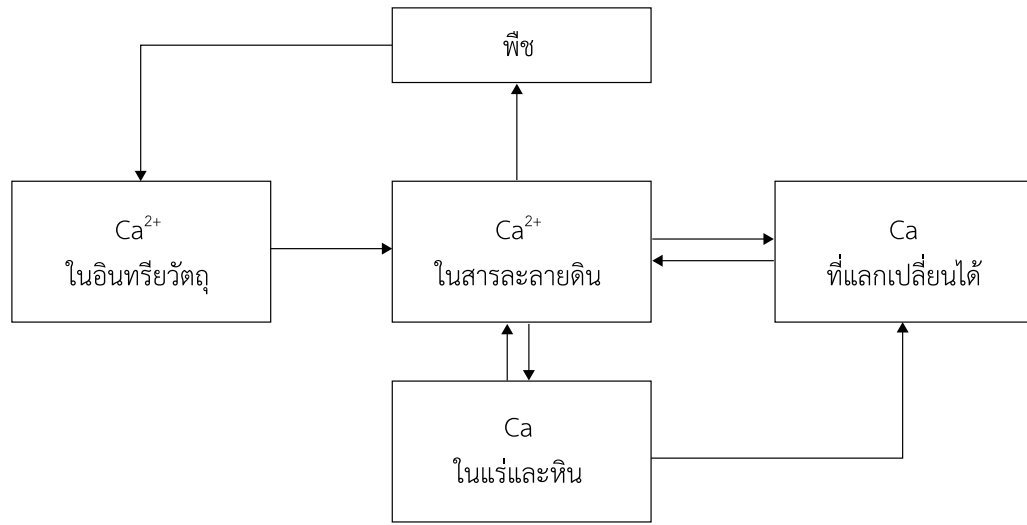 พืช
Ca²⁺
ในอินทรียวัตถุ
Ca²⁺
ในสารละลายดิน
Ca
ที่แลกเปลี่ยนได้
Ca
ในแร่และหิน